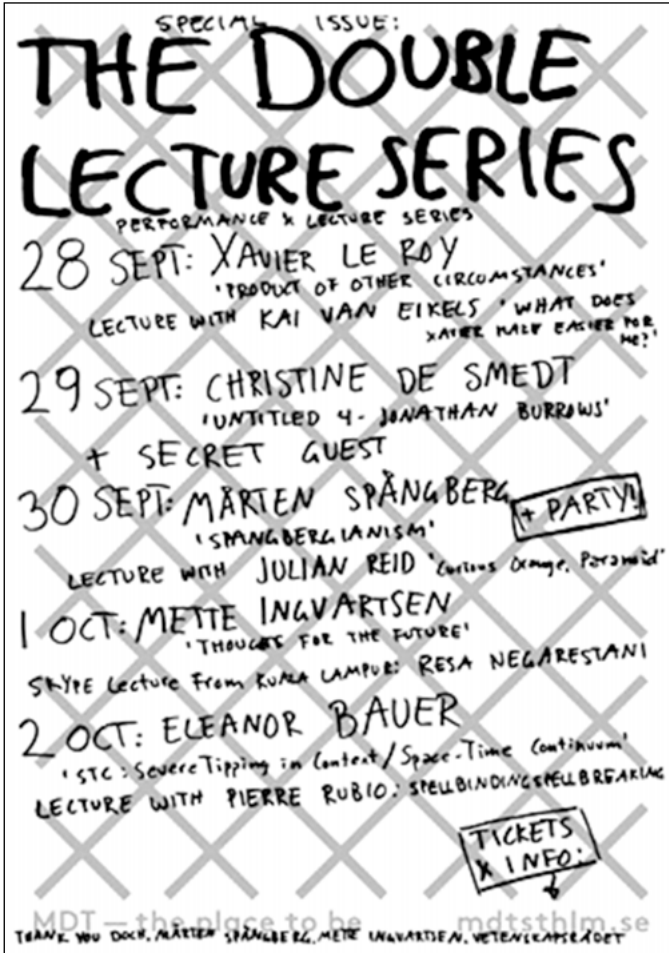 SPECIAL ISSUE:
THE DOUBLE
LECTURE SERIES
PERFORMANCE X LECTURE SERIES
28 SEPT: XAVIER LE ROY
'PRODUCT OF OTHER CIRCUMSTANCES'
LECTURE WITH KAI VAN EIKELS 'WHAT DOES
XAVIER MAKE EASIER FOR
ME?'
29 SEPT: CHRISTINE DE SMEDT
'UNTITLED 4 - JONATHAN BURROWS'
+ SECRET GUEST
30 SEPT: MÅRTEN SPÅNGBERG
+ PARTY!
'SPANGBERGIANISM'
LECTURE WITH JULIAN REID 'Curious Orange, Paranoid'
1 OCT: METTE INGVARTSEN
'THOUGHTS FOR THE FUTURE'
SKYPE Lecture From KUALA LAMPUR: RESA NEGARESTANI
2 OCT: ELEANOR BAUER
'STC: Severe Tipping in Context/Space-Time Continuum'
LECTURE WITH PIERRE RUBIO: SPELLBINDINGSPELLBREAKING
TICKETS
X INFO:
MDT — the place to be mdtsthlm.se
THANK YOU DOCH, MÅRTEN SPÅNGBERG, METTE INGVARTSEN, VETENSKAPSRÅDET